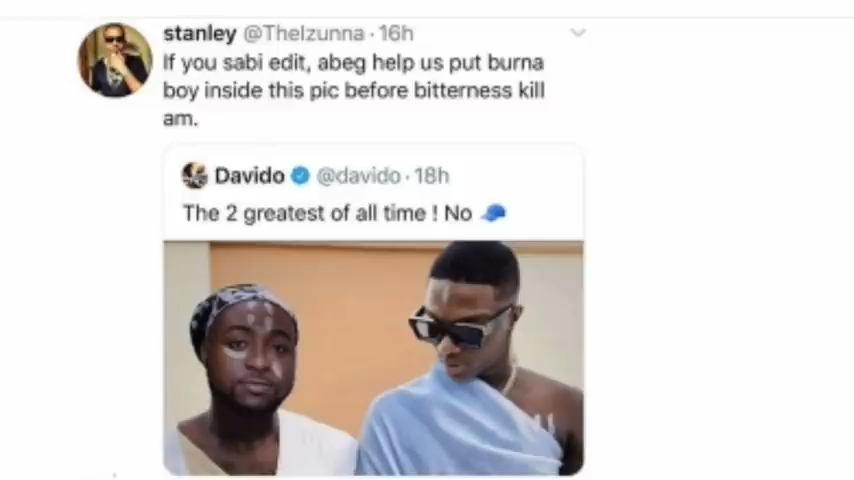 stanley @TheIzunna · 16h
If you sabi edit, abeg help us put burna
boy inside this pic before bitterness kill
am.
Davido @davido · 18h
The 2 greatest of all time ! No 🧢